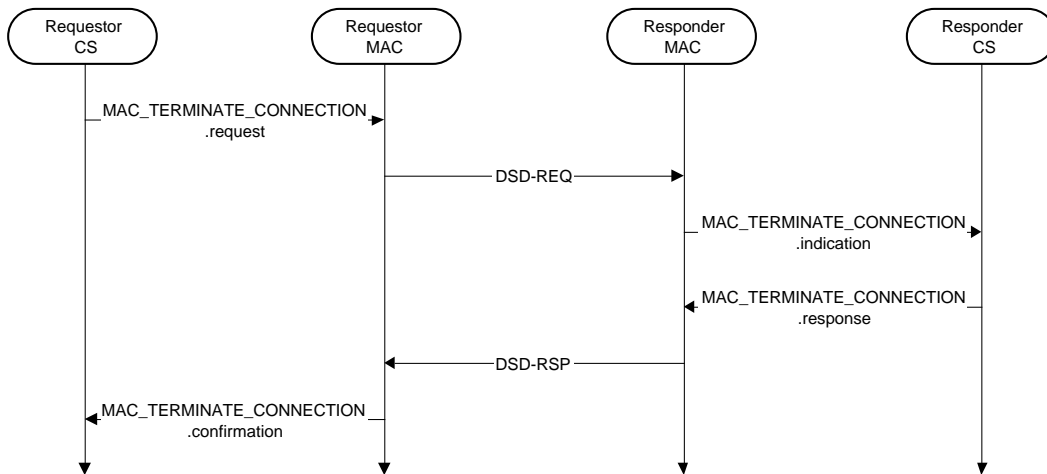 Requestor
CS
Requestor
MAC
Responder
MAC
Responder
CS
MAC_TERMINATE_CONNECTION
.request
DSD-REQ
MAC_TERMINATE_CONNECTION
.indication
MAC_TERMINATE_CONNECTION
.response
DSD-RSP
MAC_TERMINATE_CONNECTION
.confirmation